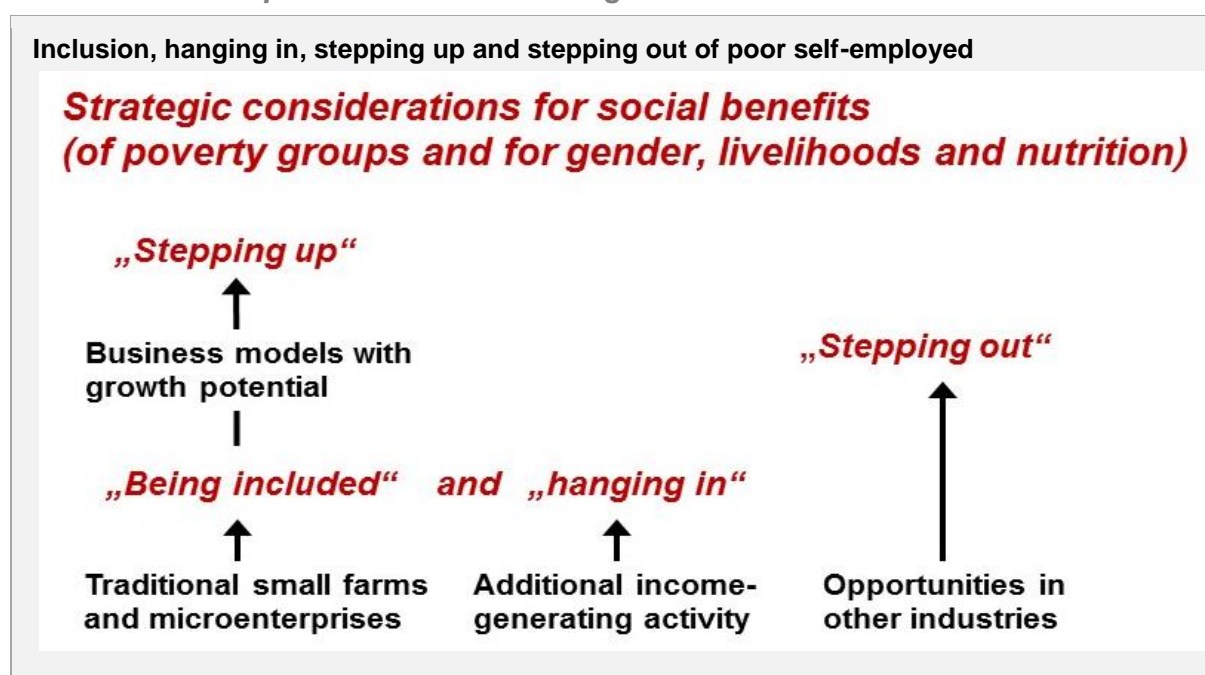 Inclusion, hanging in, stepping up and stepping out of poor self-employed
Strategic considerations for social benefits
(of poverty groups and for gender, livelihoods and nutrition)
„Stepping up“
Business models with
growth potential
„Stepping out“
„Being included“ and „hanging in“
Traditional small farms
and microenterprises
Additional income-
generating activity
Opportunities in
other industries